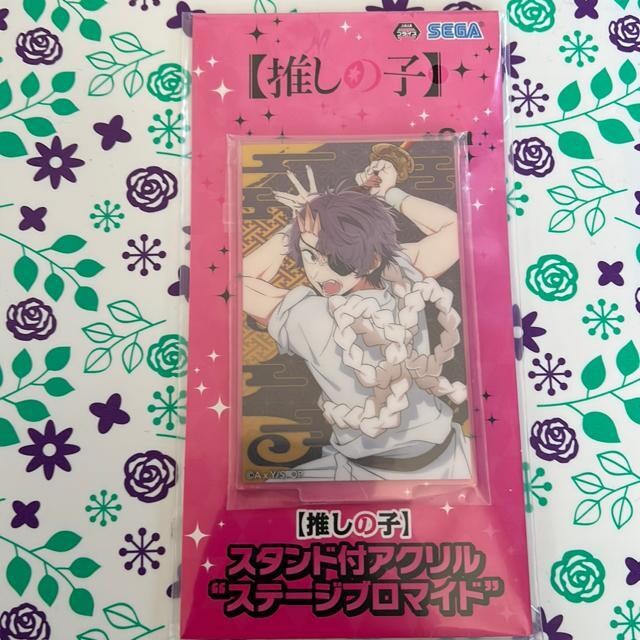 SEGA
【推しの子】
©A x Y/S, OP
【推しの子】
スタンド付アクリル
"ステージブロマイド"